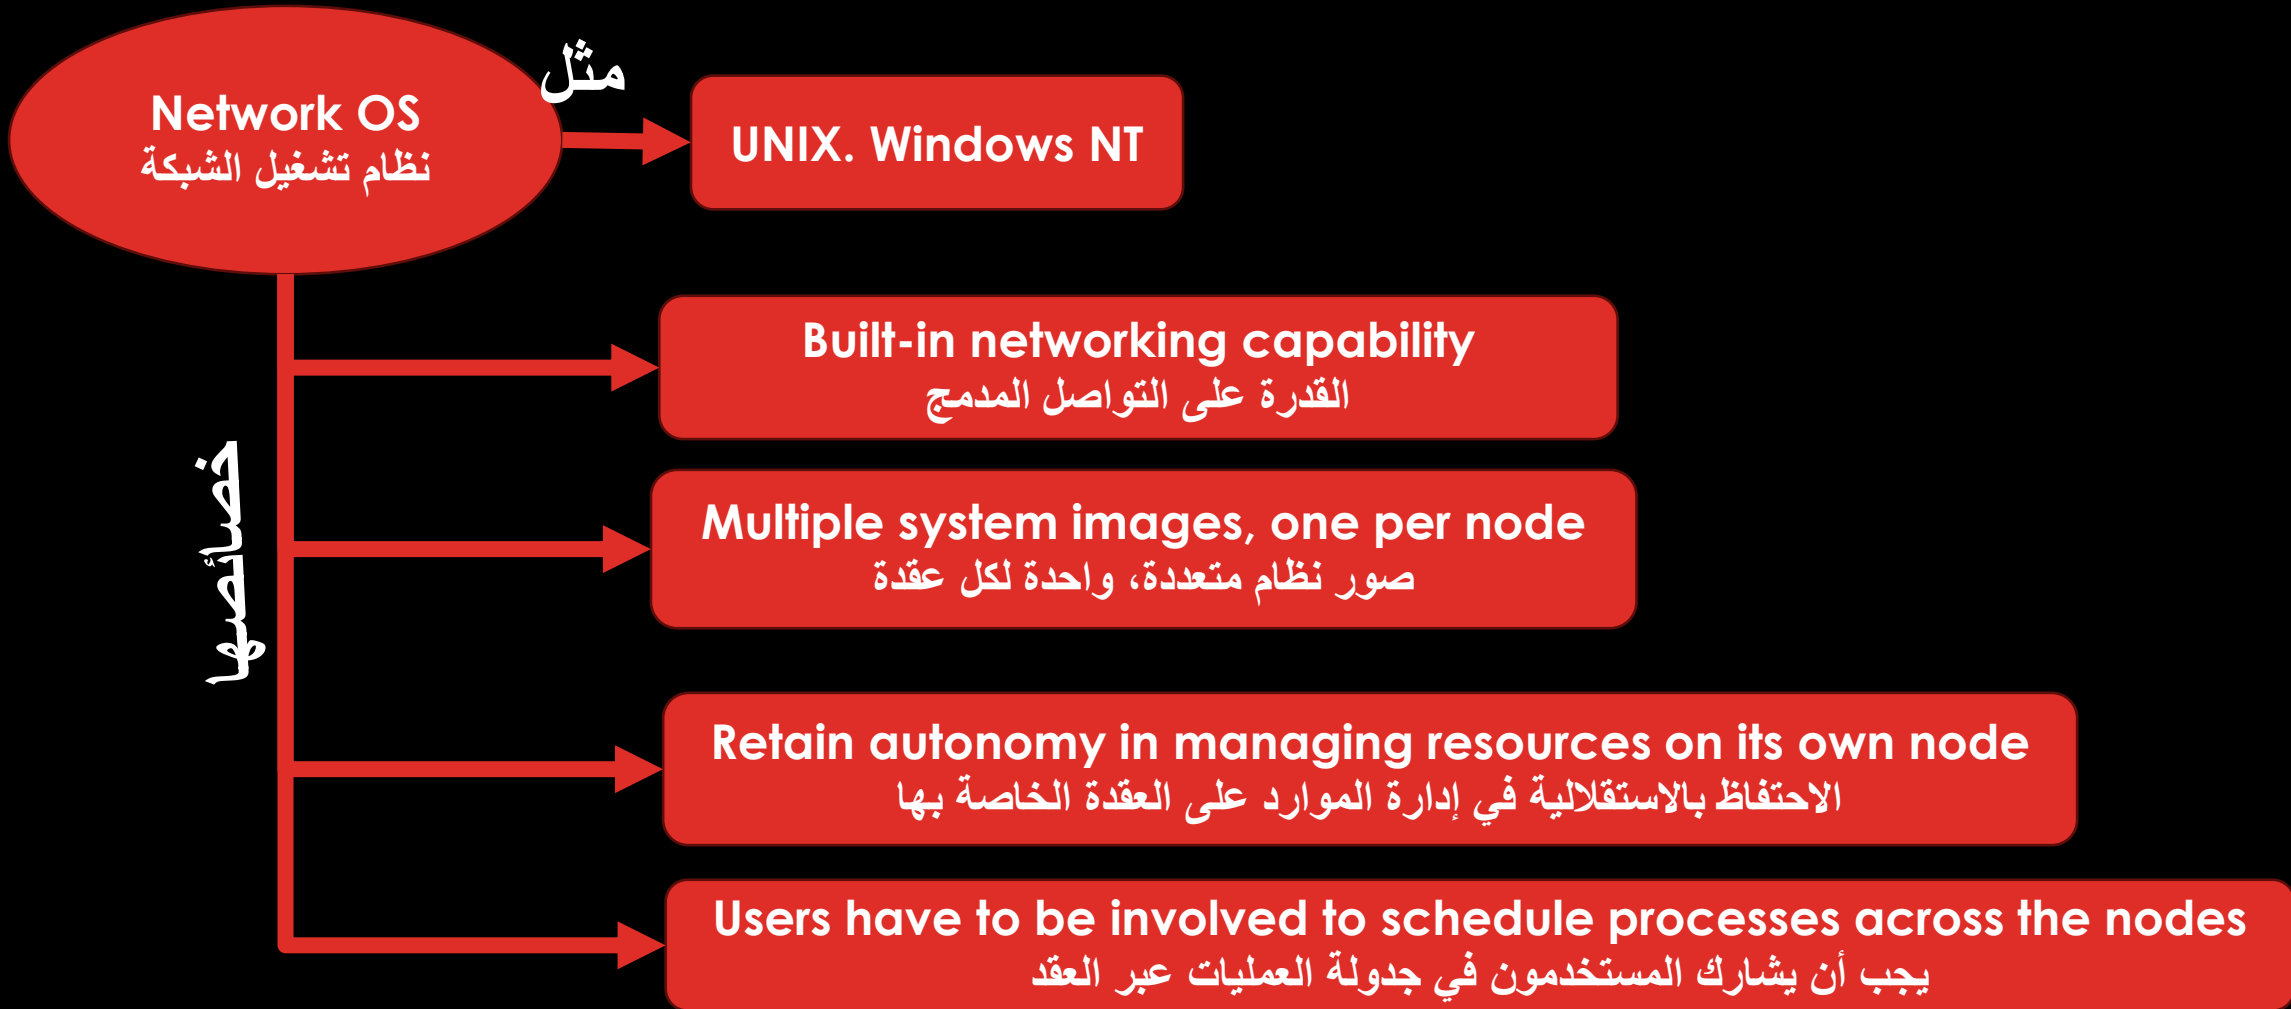 Network OS
نظام تشغيل الشبكة
مثل
UNIX. Windows NT
خصائصها
Built-in networking capability
القدرة على التواصل المدمج
Multiple system images, one per node
صور نظام متعددة، واحدة لكل عقدة
Retain autonomy in managing resources on its own node
الاحتفاظ بالاستقلالية في إدارة الموارد على العقدة الخاصة بها
Users have to be involved to schedule processes across the nodes
يجب أن يشارك المستخدمون في جدولة العمليات عبر العقد